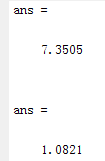 ans =
7.3505
ans =
1.0821